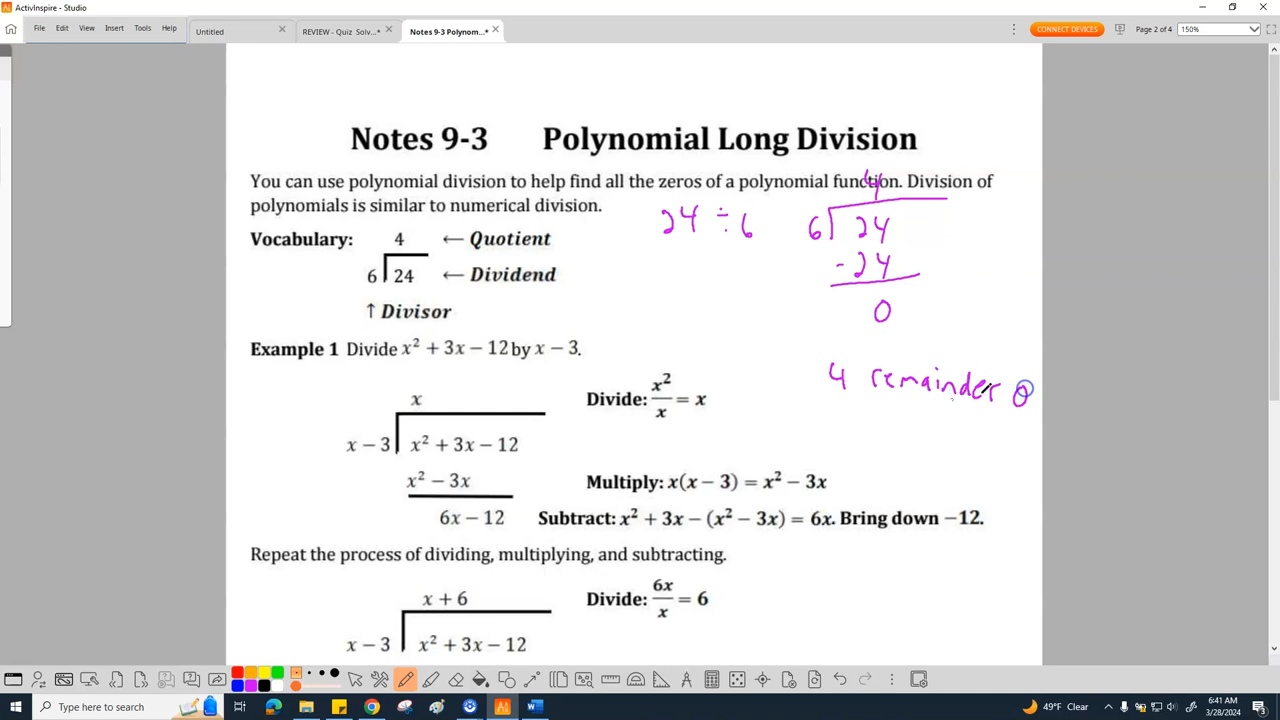 ActivInspire - Studio
File Edit View Insert Tools Help
Untitled
REVIEW - Quiz Solv...*
Notes 9-3 Polynom...*
CONNECT DEVICES
Page 2 of 4
150%
Notes 9-3 Polynomial Long Division
You can use polynomial division to help find all the zeros of a polynomial function. Division of
polynomials is similar to numerical division.
Vocabulary: 4 ← Quotient
6 24 ← Dividend
↑ Divisor
24 ÷ 6
4
6 24
-24
0
4 remainder 0
Example 1 Divide x² + 3x − 12 by x − 3.
x
x − 3 x² + 3x − 12
Divide: x²/x = x
x² − 3x Multiply: x(x − 3) = x² − 3x
6x − 12 Subtract: x² + 3x − (x² − 3x) = 6x. Bring down −12.
Repeat the process of dividing, multiplying, and subtracting.
x + 6 Divide: 6x/x = 6
x − 3 x² + 3x − 12
Type here to search
49°F Clear
6:41 AM
3/28/2024